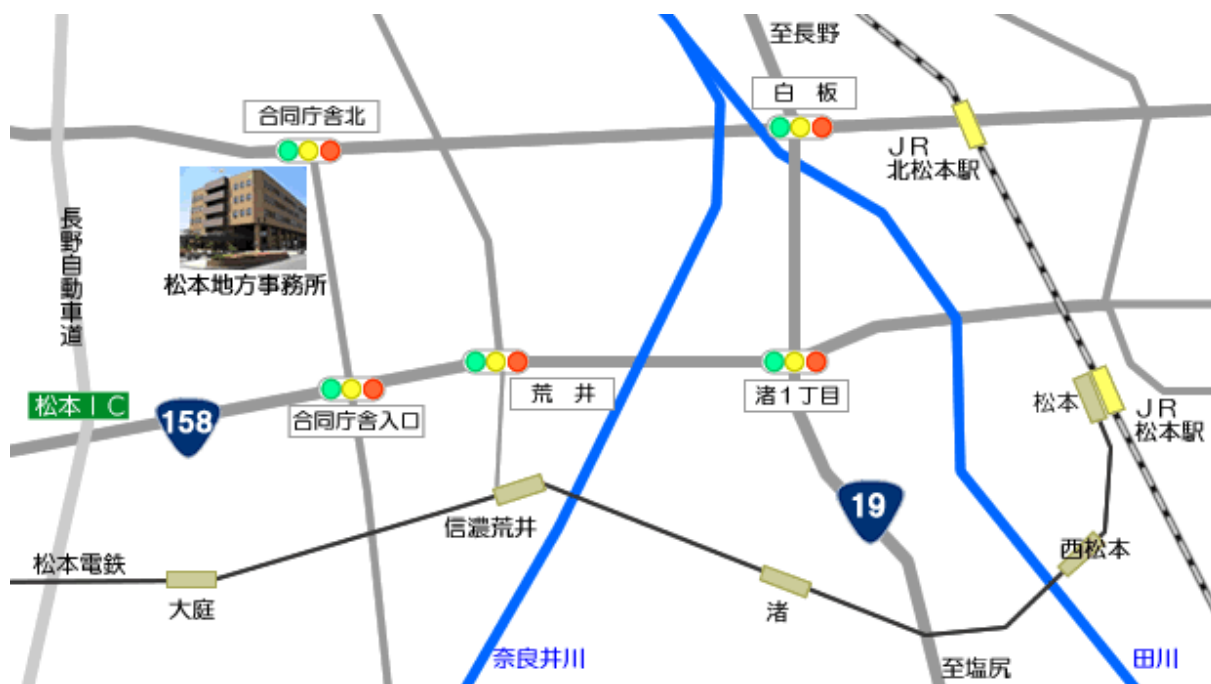 至長野
白 板
合同庁舎北
JR
北松本駅
長野自動車道
松本地方事務所
松本IC
158
合同庁舎入口
荒 井
渚1丁目
松本
JR
松本駅
19
信濃荒井
西松本
松本電鉄
大庭
渚
奈良井川
至塩尻
田川